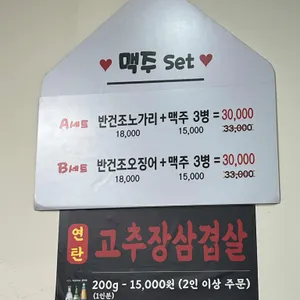 ♥ 맥주 Set ♥
A세트 반건조노가리 + 맥주 3병 = 30,000
18,000 15,000 33,000
B세트 반건조오징어 + 맥주 3병 = 30,000
18,000 15,000 33,000
연탄 고추장삼겹살
200g - 15,000원 (2인 이상 주문)
(1인분)